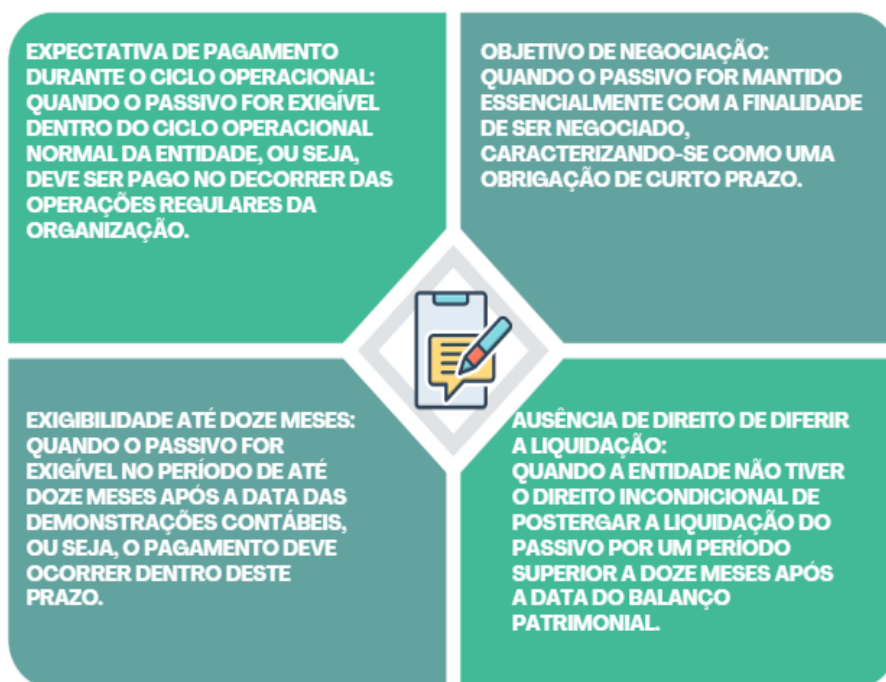 EXPECTATIVA DE PAGAMENTO
DURANTE O CICLO OPERACIONAL:
QUANDO O PASSIVO FOR EXIGÍVEL
DENTRO DO CICLO OPERACIONAL
NORMAL DA ENTIDADE, OU SEJA,
DEVE SER PAGO NO DECORRER DAS
OPERAÇÕES REGULARES DA
ORGANIZAÇÃO.
OBJETIVO DE NEGOCIAÇÃO:
QUANDO O PASSIVO FOR MANTIDO
ESSENCIALMENTE COM A FINALIDADE
DE SER NEGOCIADO,
CARACTERIZANDO-SE COMO UMA
OBRIGAÇÃO DE CURTO PRAZO.
EXIGIBILIDADE ATÉ DOZE MESES:
QUANDO O PASSIVO FOR
EXIGÍVEL NO PERÍODO DE ATÉ
DOZE MESES APÓS A DATA DAS
DEMONSTRAÇÕES CONTÁBEIS,
OU SEJA, O PAGAMENTO DEVE
OCORRER DENTRO DESTE
PRAZO.
AUSÊNCIA DE DIREITO DE DIFERIR
A LIQUIDAÇÃO:
QUANDO A ENTIDADE NÃO TIVER
O DIREITO INCONDICIONAL DE
POSTERGAR A LIQUIDAÇÃO DO
PASSIVO POR UM PERÍODO
SUPERIOR A DOZE MESES APÓS
A DATA DO BALANÇO
PATRIMONIAL.